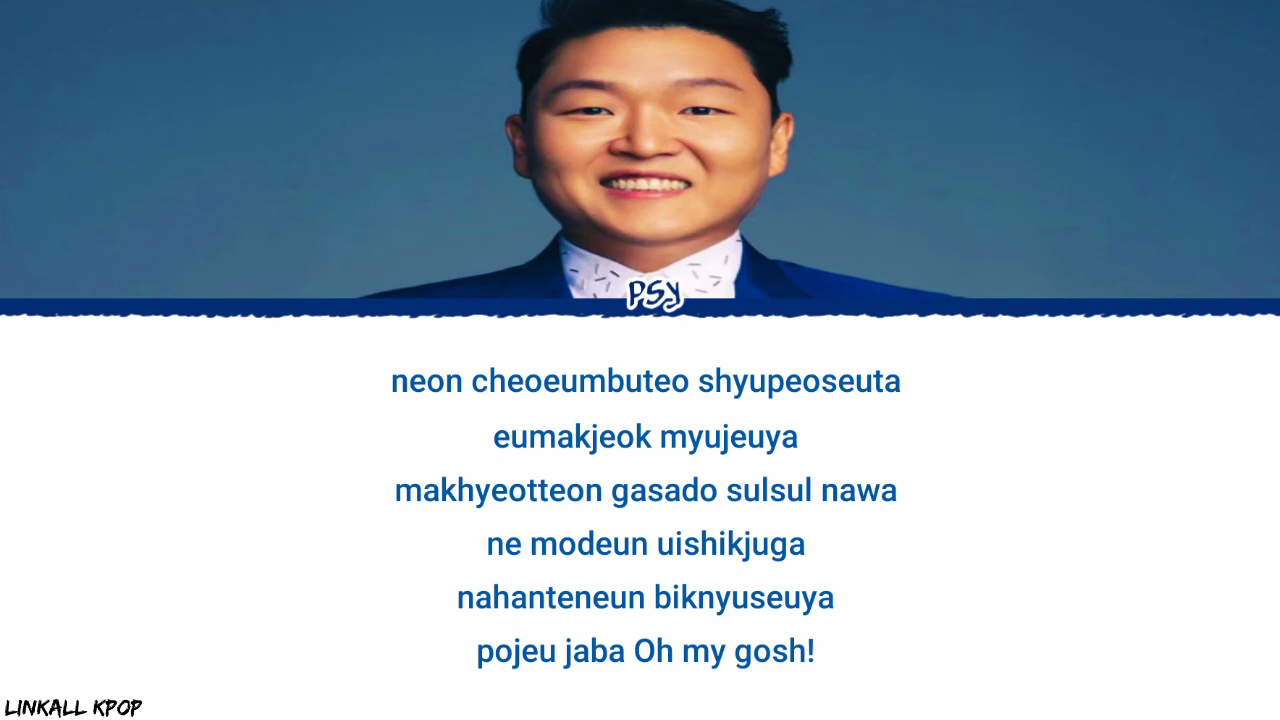 PSY
neon cheoeumbuteo shyupeoseuta
eumakjeok myujeuya
makhyeotteon gasado sulsul nawa
ne modeun uishikjuga
nahanteneun biknyuseuya
pojeu jaba Oh my gosh!
LINKALL KPOP